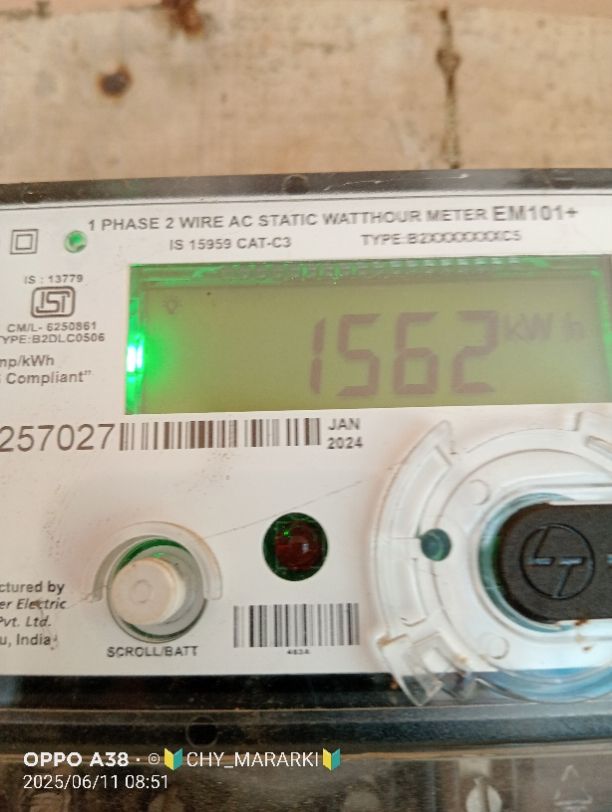 1 PHASE 2 WIRE AC STATIC WATTHOUR METER EM101+
IS 15959 CAT-C3 TYPE:B2XXXXXXXC5
IS : 13779
ISI
CM/L- 6250861
TYPE:B2DLC0506
mp/kWh
Compliant"
1562 kWh
257027
JAN
2024
ctured by
er Electric
Pvt. Ltd.
u, India
SCROLL/BATT
OPPO A38 · © 🔰CHY_MARARKI🔰
2025/06/11 08:51